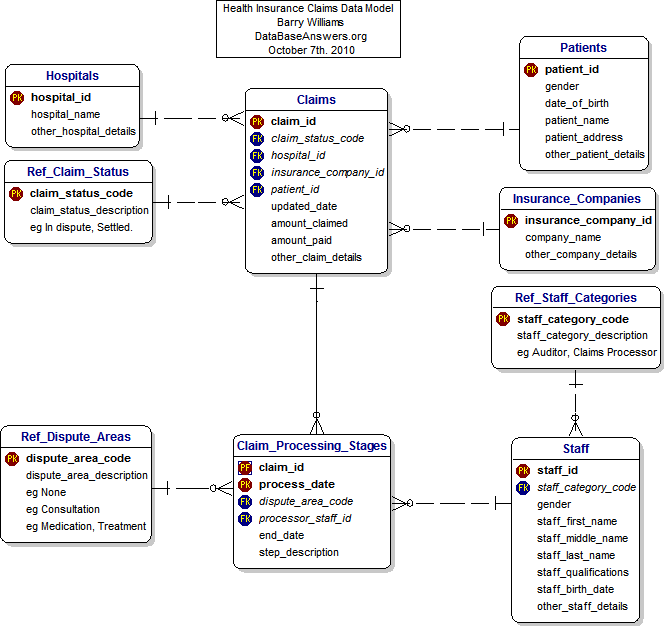 Health Insurance Claims Data Model
Barry Williams
DataBaseAnswers.org
October 7th. 2010
Hospitals
PK hospital_id
hospital_name
other_hospital_details
Ref_Claim_Status
PK claim_status_code
claim_status_description
eg In dispute, Settled.
Claims
PK claim_id
FK claim_status_code
FK hospital_id
FK insurance_company_id
FK patient_id
updated_date
amount_claimed
amount_paid
other_claim_details
Patients
PK patient_id
gender
date_of_birth
patient_name
patient_address
other_patient_details
Insurance_Companies
PK insurance_company_id
company_name
other_company_details
Ref_Staff_Categories
PK staff_category_code
staff_category_description
eg Auditor, Claims Processor
Ref_Dispute_Areas
PK dispute_area_code
dispute_area_description
eg None
eg Consultation
eg Medication, Treatment
Claim_Processing_Stages
PF claim_id
PK process_date
FK dispute_area_code
FK processor_staff_id
end_date
step_description
Staff
PK staff_id
FK staff_category_code
gender
staff_first_name
staff_middle_name
staff_last_name
staff_qualifications
staff_birth_date
other_staff_details